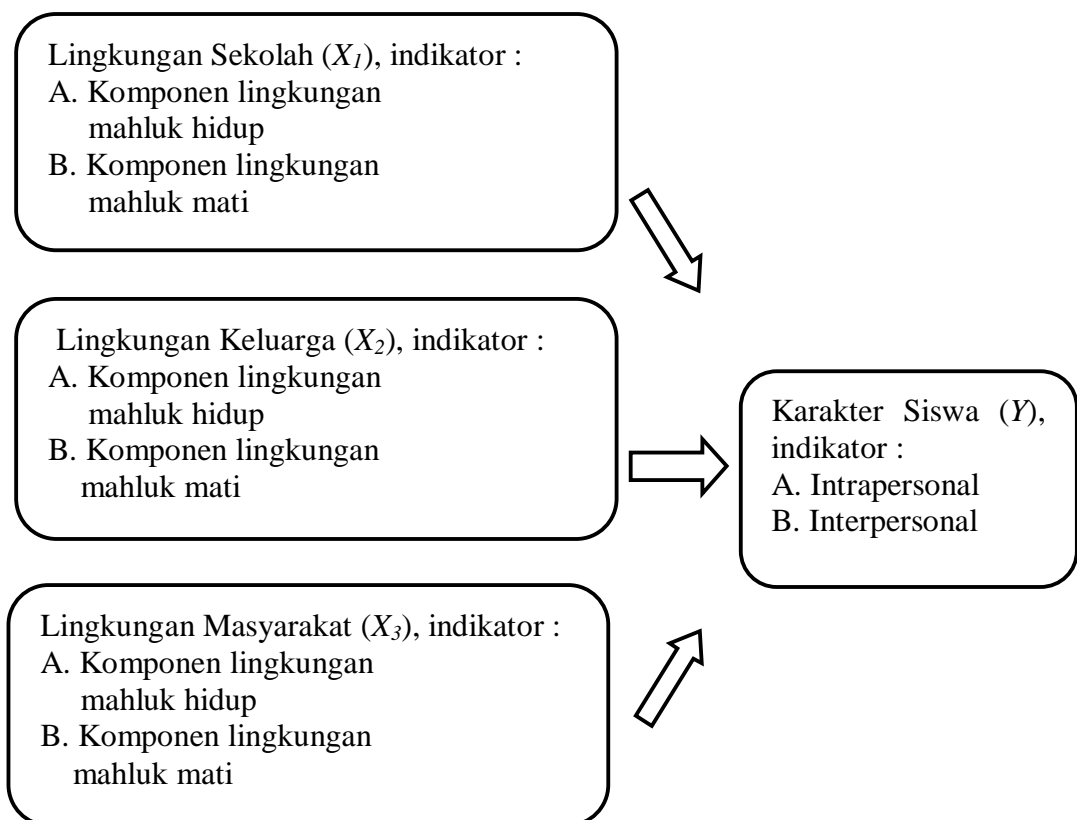 Lingkungan Sekolah (X₁), indikator :
A. Komponen lingkungan
mahluk hidup
B. Komponen lingkungan
mahluk mati
Lingkungan Keluarga (X₂), indikator :
A. Komponen lingkungan
mahluk hidup
B. Komponen lingkungan
mahluk mati
Karakter Siswa (Y),
indikator :
A. Intrapersonal
B. Interpersonal
Lingkungan Masyarakat (X₃), indikator :
A. Komponen lingkungan
mahluk hidup
B. Komponen lingkungan
mahluk mati